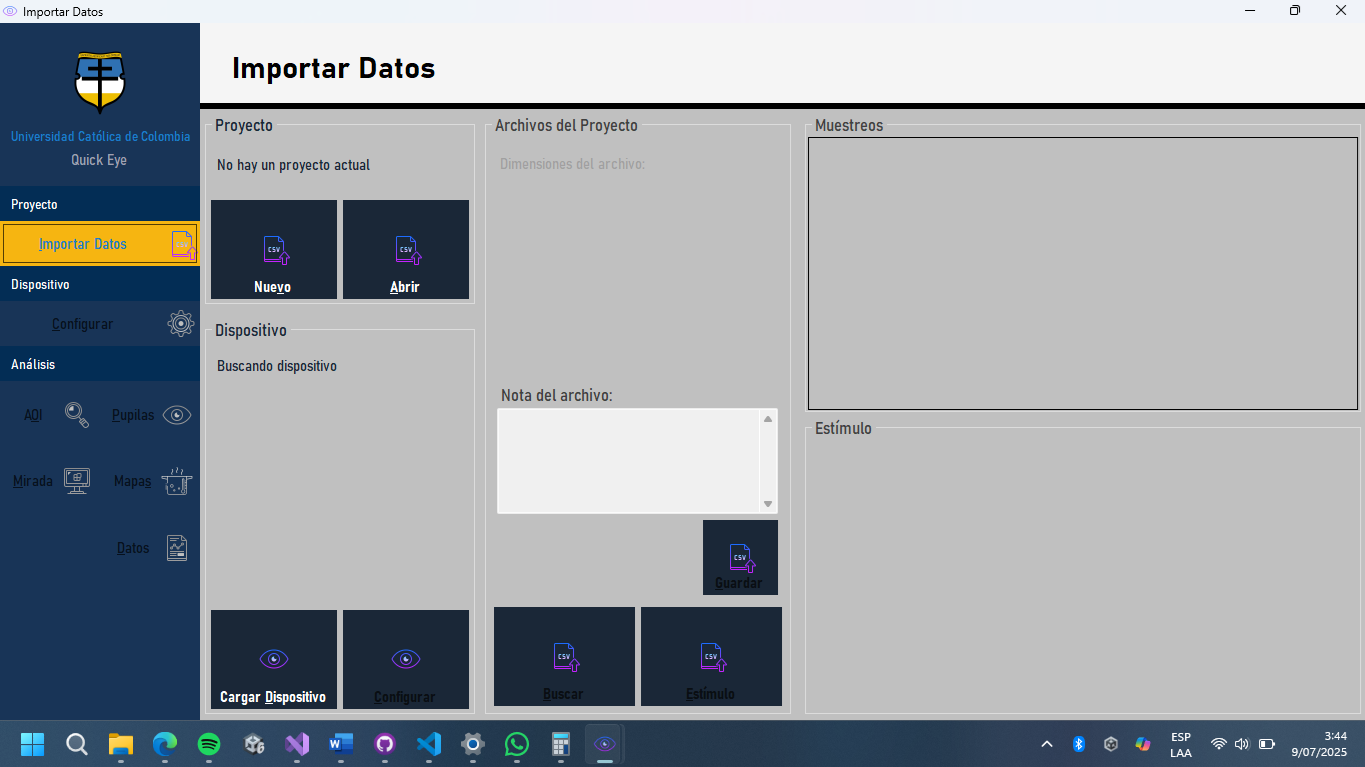 Importar Datos
Importar Datos
Universidad Católica de Colombia
Quick Eye
Proyecto
Importar Datos
Dispositivo
Configurar
Análisis
AOI
Pupilas
Mirada
Mapas
Datos
Proyecto
No hay un proyecto actual
CSV
Nuevo
CSV
Abrir
Dispositivo
Buscando dispositivo
Cargar Dispositivo
Configurar
Archivos del Proyecto
Dimensiones del archivo:
Nota del archivo:
CSV
Guardar
CSV
Buscar
CSV
Estímulo
Muestreos
Estímulo
ESP
LAA
3:44
9/07/2025